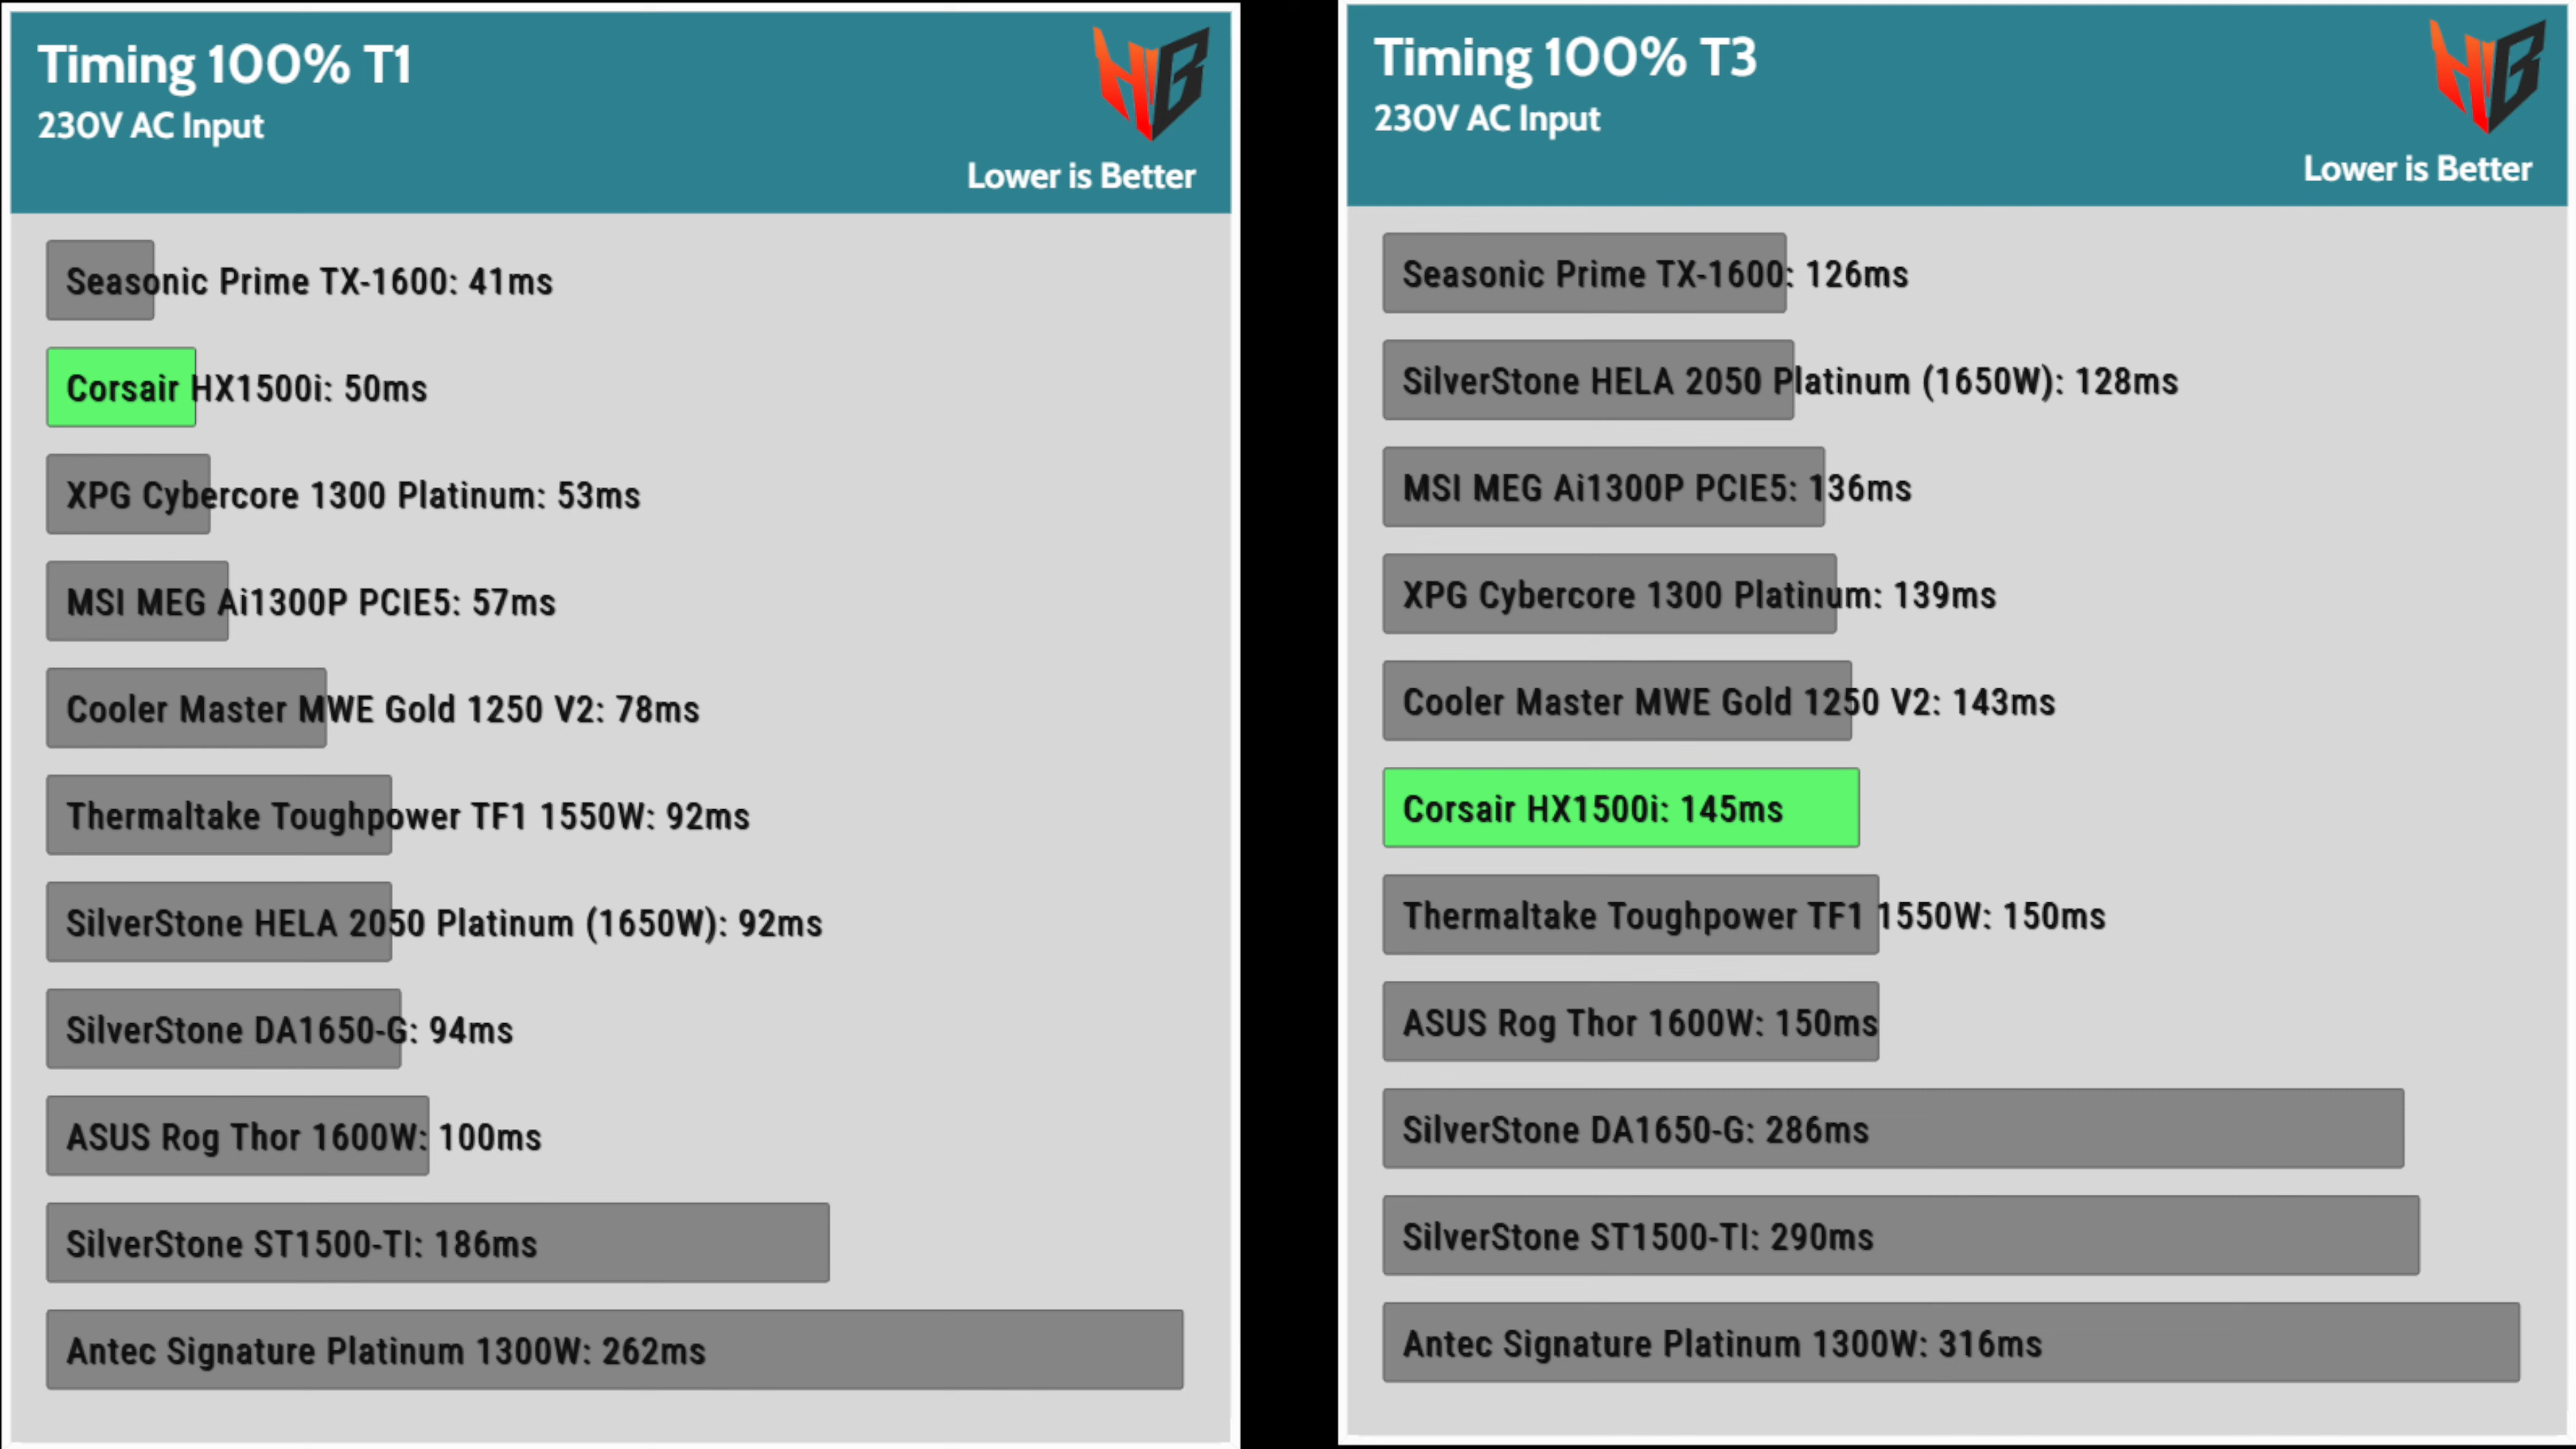 Timing 100% T1
230V AC Input
HB
Lower is Better
Seasonic Prime TX-1600: 41ms
Corsair HX1500i: 50ms
XPG Cybercore 1300 Platinum: 53ms
MSI MEG Ai1300P PCIE5: 57ms
Cooler Master MWE Gold 1250 V2: 78ms
Thermaltake Toughpower TF1 1550W: 92ms
SilverStone HELA 2050 Platinum (1650W): 92ms
SilverStone DA1650-G: 94ms
ASUS Rog Thor 1600W: 100ms
SilverStone ST1500-TI: 186ms
Antec Signature Platinum 1300W: 262ms
Timing 100% T3
230V AC Input
HB
Lower is Better
Seasonic Prime TX-1600: 126ms
SilverStone HELA 2050 Platinum (1650W): 128ms
MSI MEG Ai1300P PCIE5: 136ms
XPG Cybercore 1300 Platinum: 139ms
Cooler Master MWE Gold 1250 V2: 143ms
Corsair HX1500i: 145ms
Thermaltake Toughpower TF1 1550W: 150ms
ASUS Rog Thor 1600W: 150ms
SilverStone DA1650-G: 286ms
SilverStone ST1500-TI: 290ms
Antec Signature Platinum 1300W: 316ms